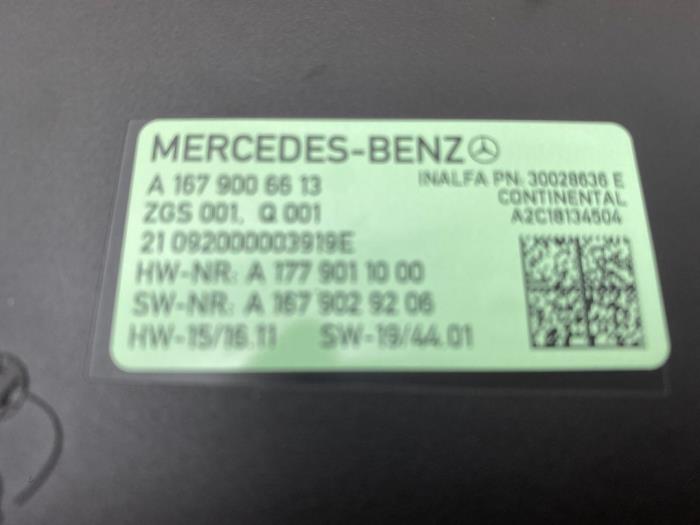 MERCEDES-BENZ
A 167 900 66 13
ZGS 001, Q 001
21 092000003919E
HW-NR: A 177 901 10 00
SW-NR: A 167 902 92 06
HW-15/16.11 SW-19/44.01
INALFA PN: 30028636 E
CONTINENTAL
A2C18134504